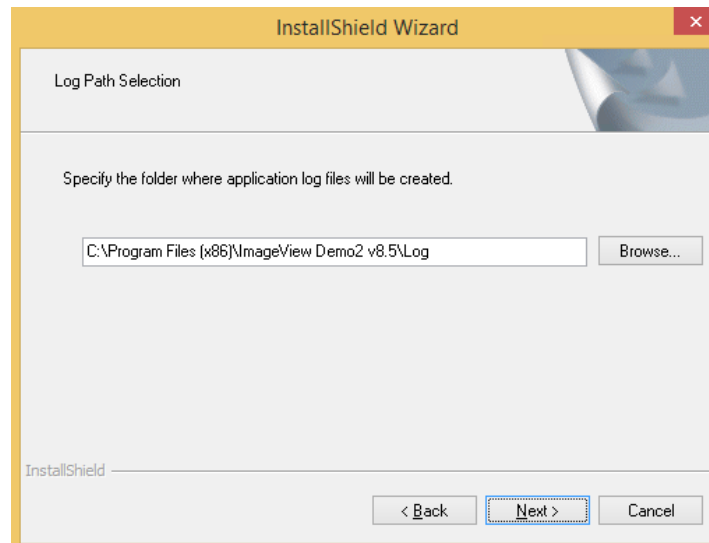 InstallShield Wizard
Log Path Selection
Specify the folder where application log files will be created.
C:\Program Files (x86)\ImageView Demo2 v8.5\Log
Browse...
InstallShield
< Back
Next >
Cancel